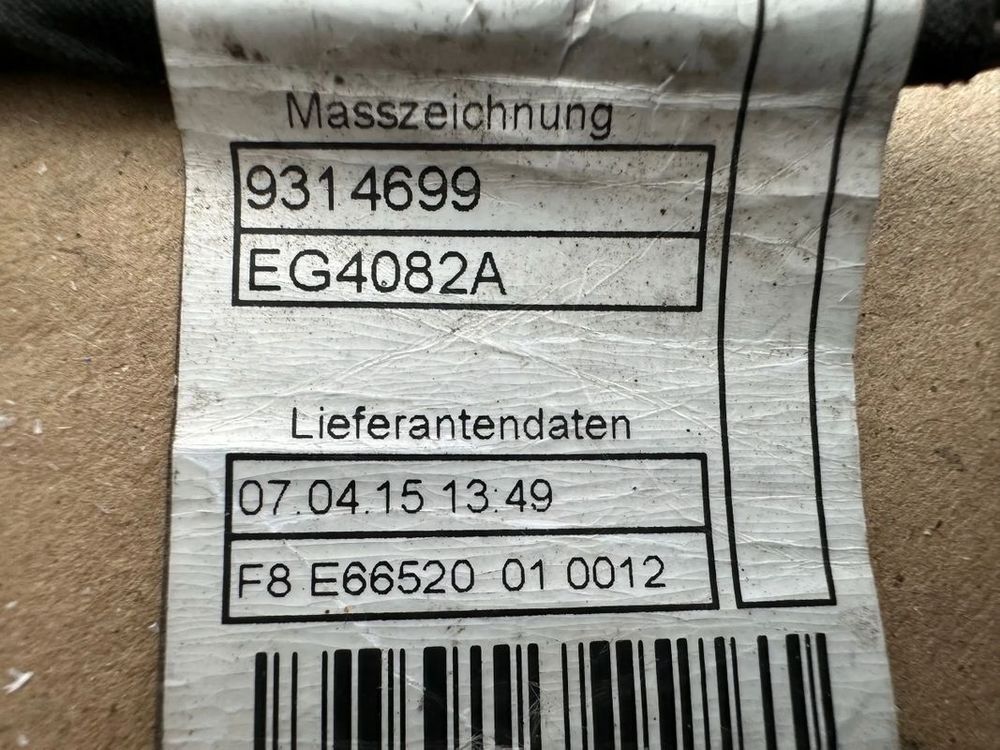 Masszeichnung
9314699
EG4082A
Lieferantendaten
07.04.15 13:49
F8 E66520 01 0012